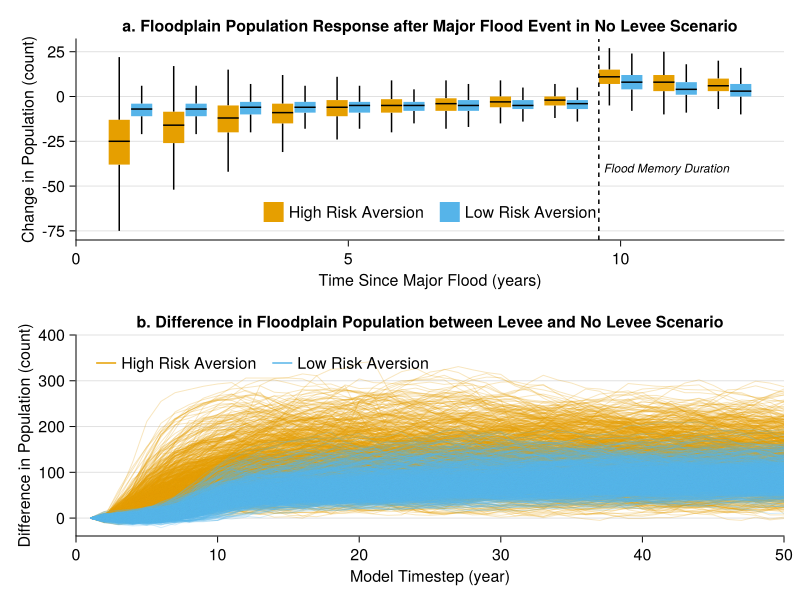 a. Floodplain Population Response after Major Flood Event in No Levee Scenario
Change in Population (count)
25
0
-25
-50
-75
Flood Memory Duration
High Risk Aversion
Low Risk Aversion
0
5
10
Time Since Major Flood (years)
b. Difference in Floodplain Population between Levee and No Levee Scenario
Difference in Population (count)
400
300
200
100
0
High Risk Aversion
Low Risk Aversion
0
10
20
30
40
50
Model Timestep (year)